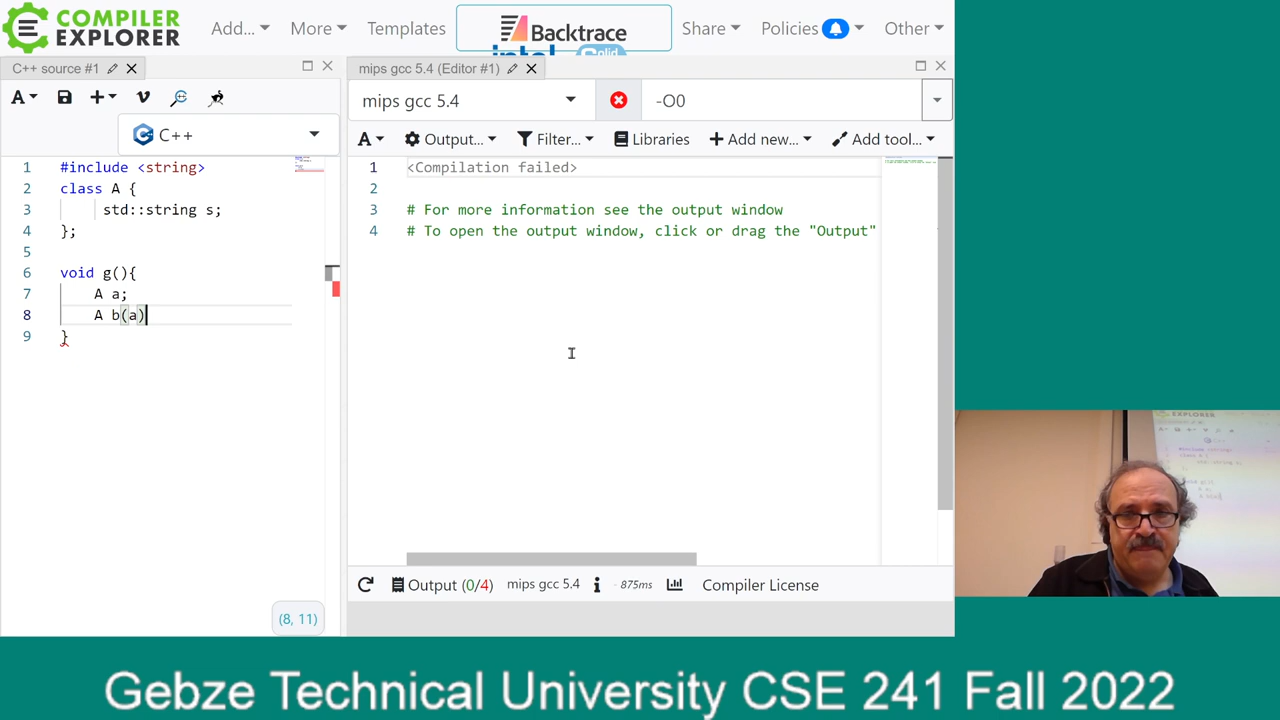 COMPILER
EXPLORER
Add...
More
Templates
Backtrace
intel
Solid
Share
Policies
Other
C++ source #1
mips gcc 5.4 (Editor #1)
A
C++
mips gcc 5.4
-O0
A
Output...
Filter...
Libraries
Add new...
Add tool...
1 #include <string>
2 class A {
3 std::string s;
4 };
5
6 void g(){
7 A a;
8 A b(a)
9 }
1 <Compilation failed>
2
3 # For more information see the output window
4 # To open the output window, click or drag the "Output"
(8, 11)
Output (0/4)
mips gcc 5.4
- 875ms
Compiler License
Gebze Technical University CSE 241 Fall 2022